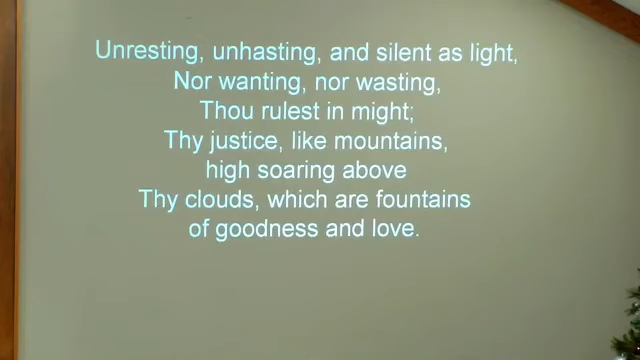 Unresting, unhasting, and silent as light,
Nor wanting, nor wasting,
Thou rulest in might;
Thy justice, like mountains,
high soaring above
Thy clouds, which are fountains
of goodness and love.